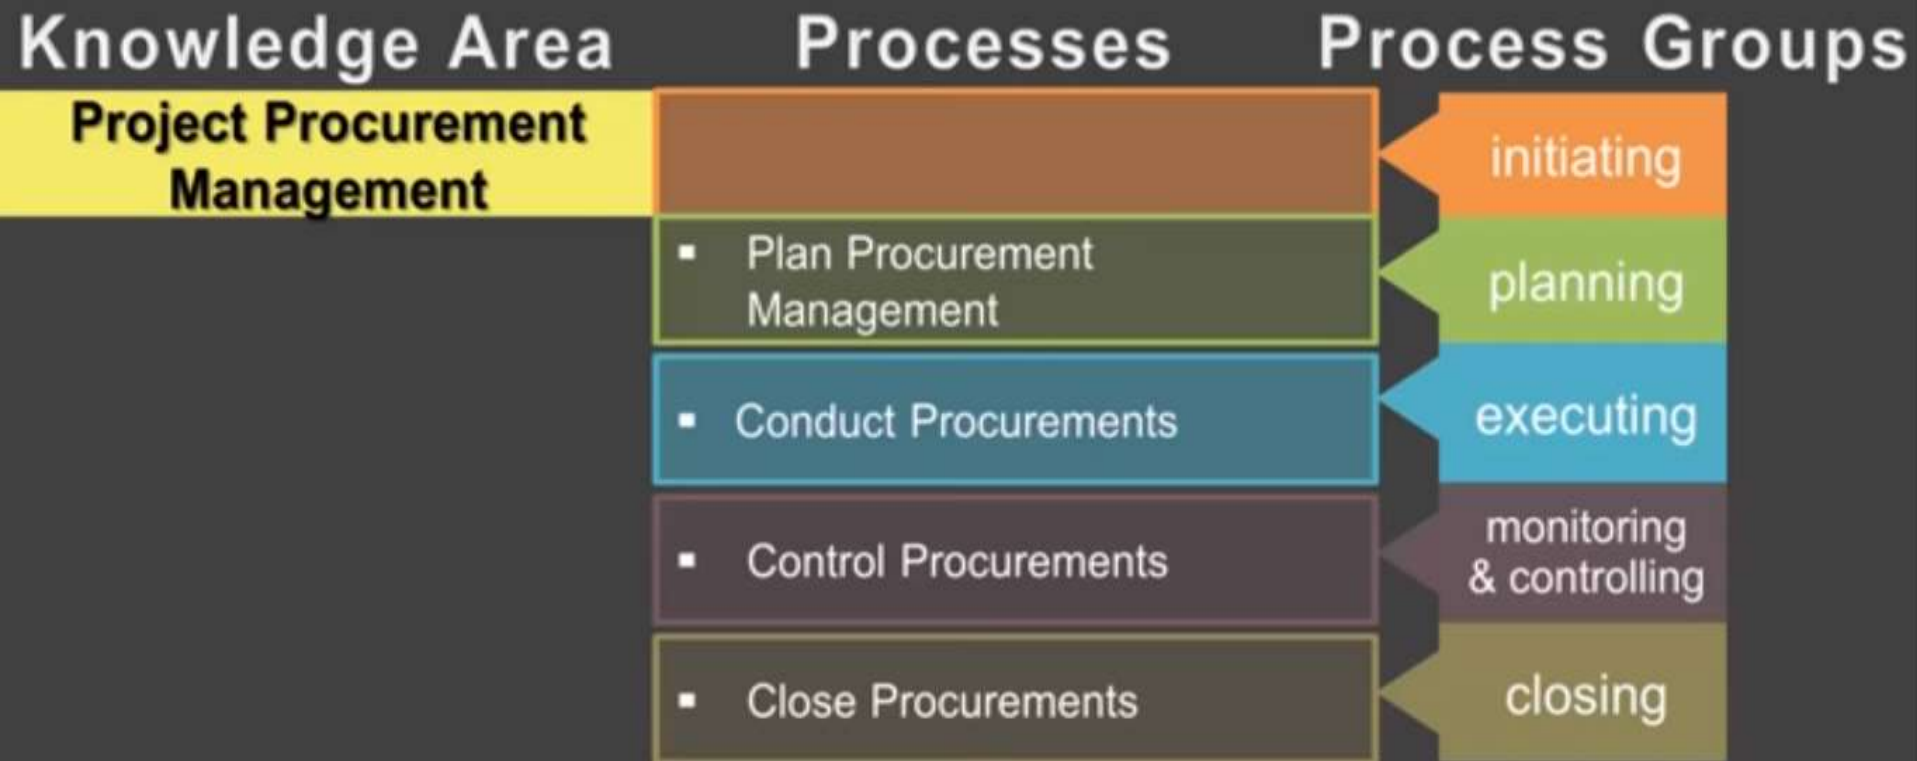 Knowledge Area
Processes
Process Groups
Project Procurement
Management
initiating
▪ Plan Procurement
Management
planning
▪ Conduct Procurements
executing
▪ Control Procurements
monitoring
& controlling
▪ Close Procurements
closing